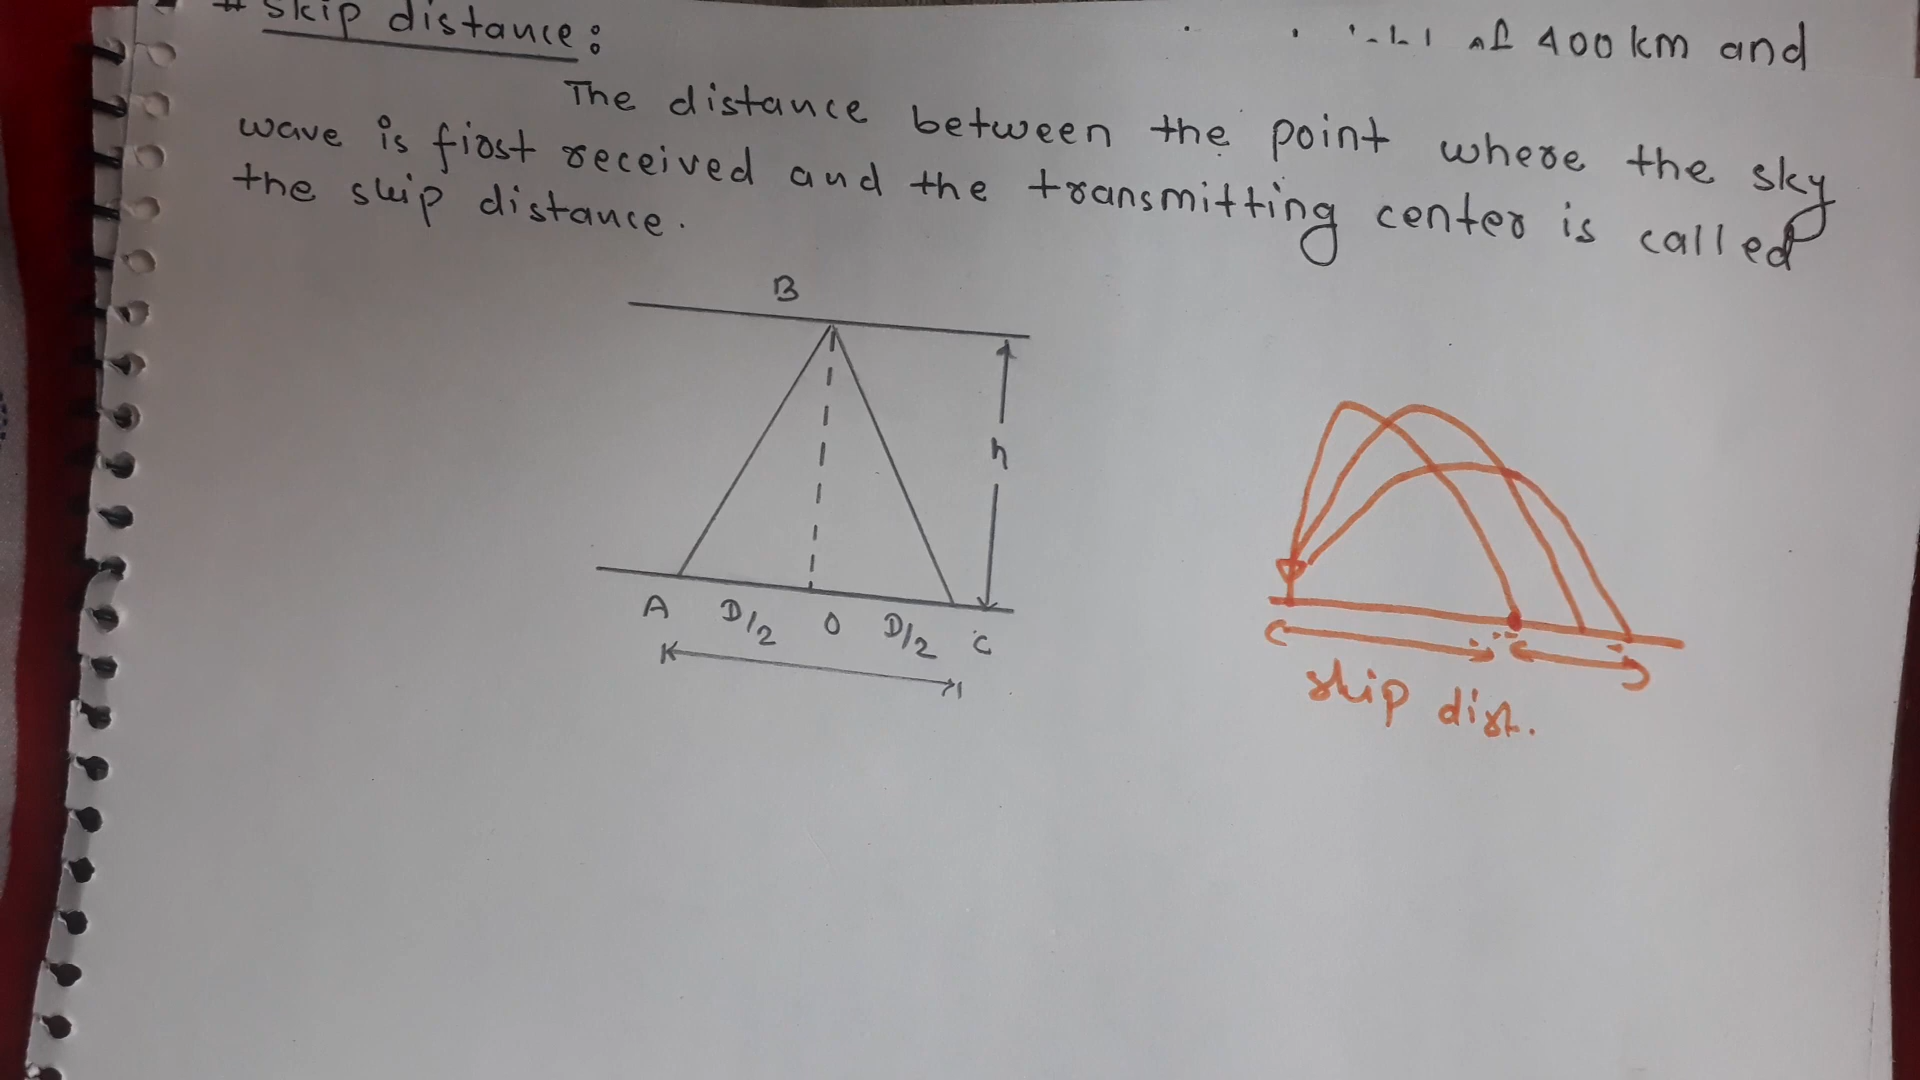 # skip distance:
400 km and
The distance between the point where the sky
wave is first received and the transmitting center is called
the skip distance.
B
h
A D/2 O D/2 C
skip dist.